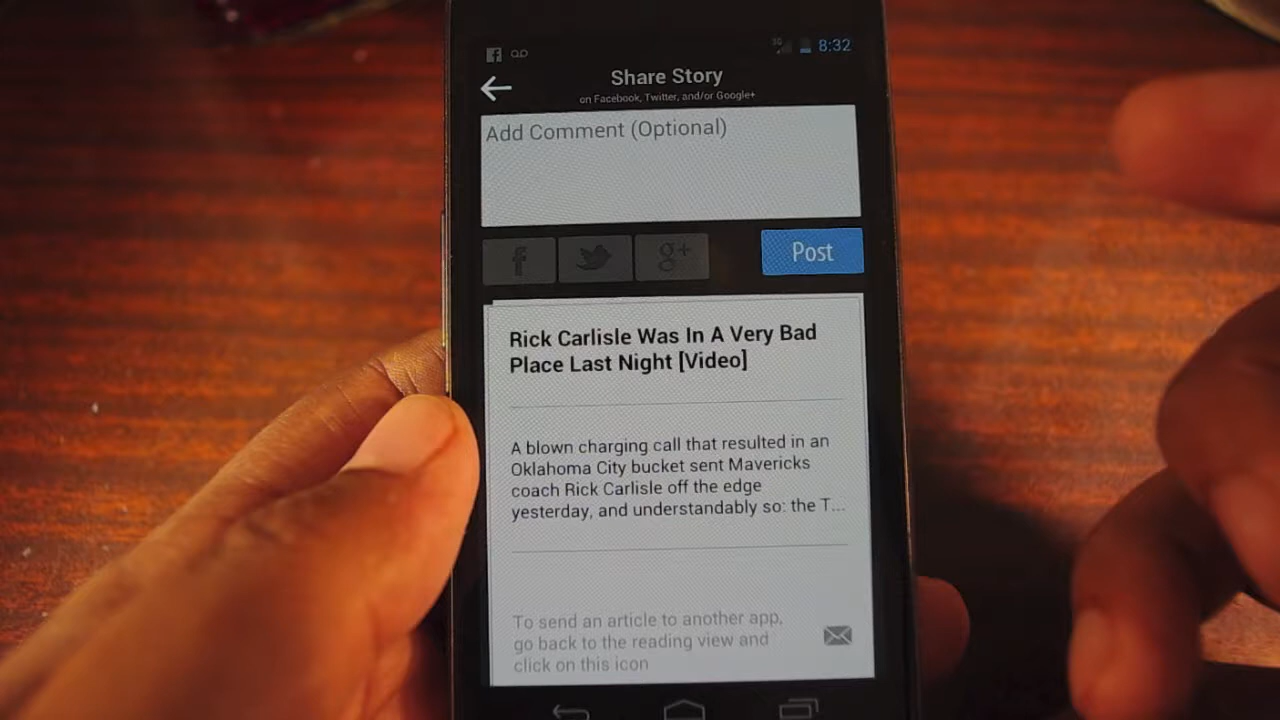 3G 8:32
Share Story
on Facebook, Twitter, and/or Google+
Add Comment (Optional)
f g+ Post
Rick Carlisle Was In A Very Bad
Place Last Night [Video]
A blown charging call that resulted in an
Oklahoma City bucket sent Mavericks
coach Rick Carlisle off the edge
yesterday, and understandably so: the T...
To send an article to another app,
go back to the reading view and
click on this icon